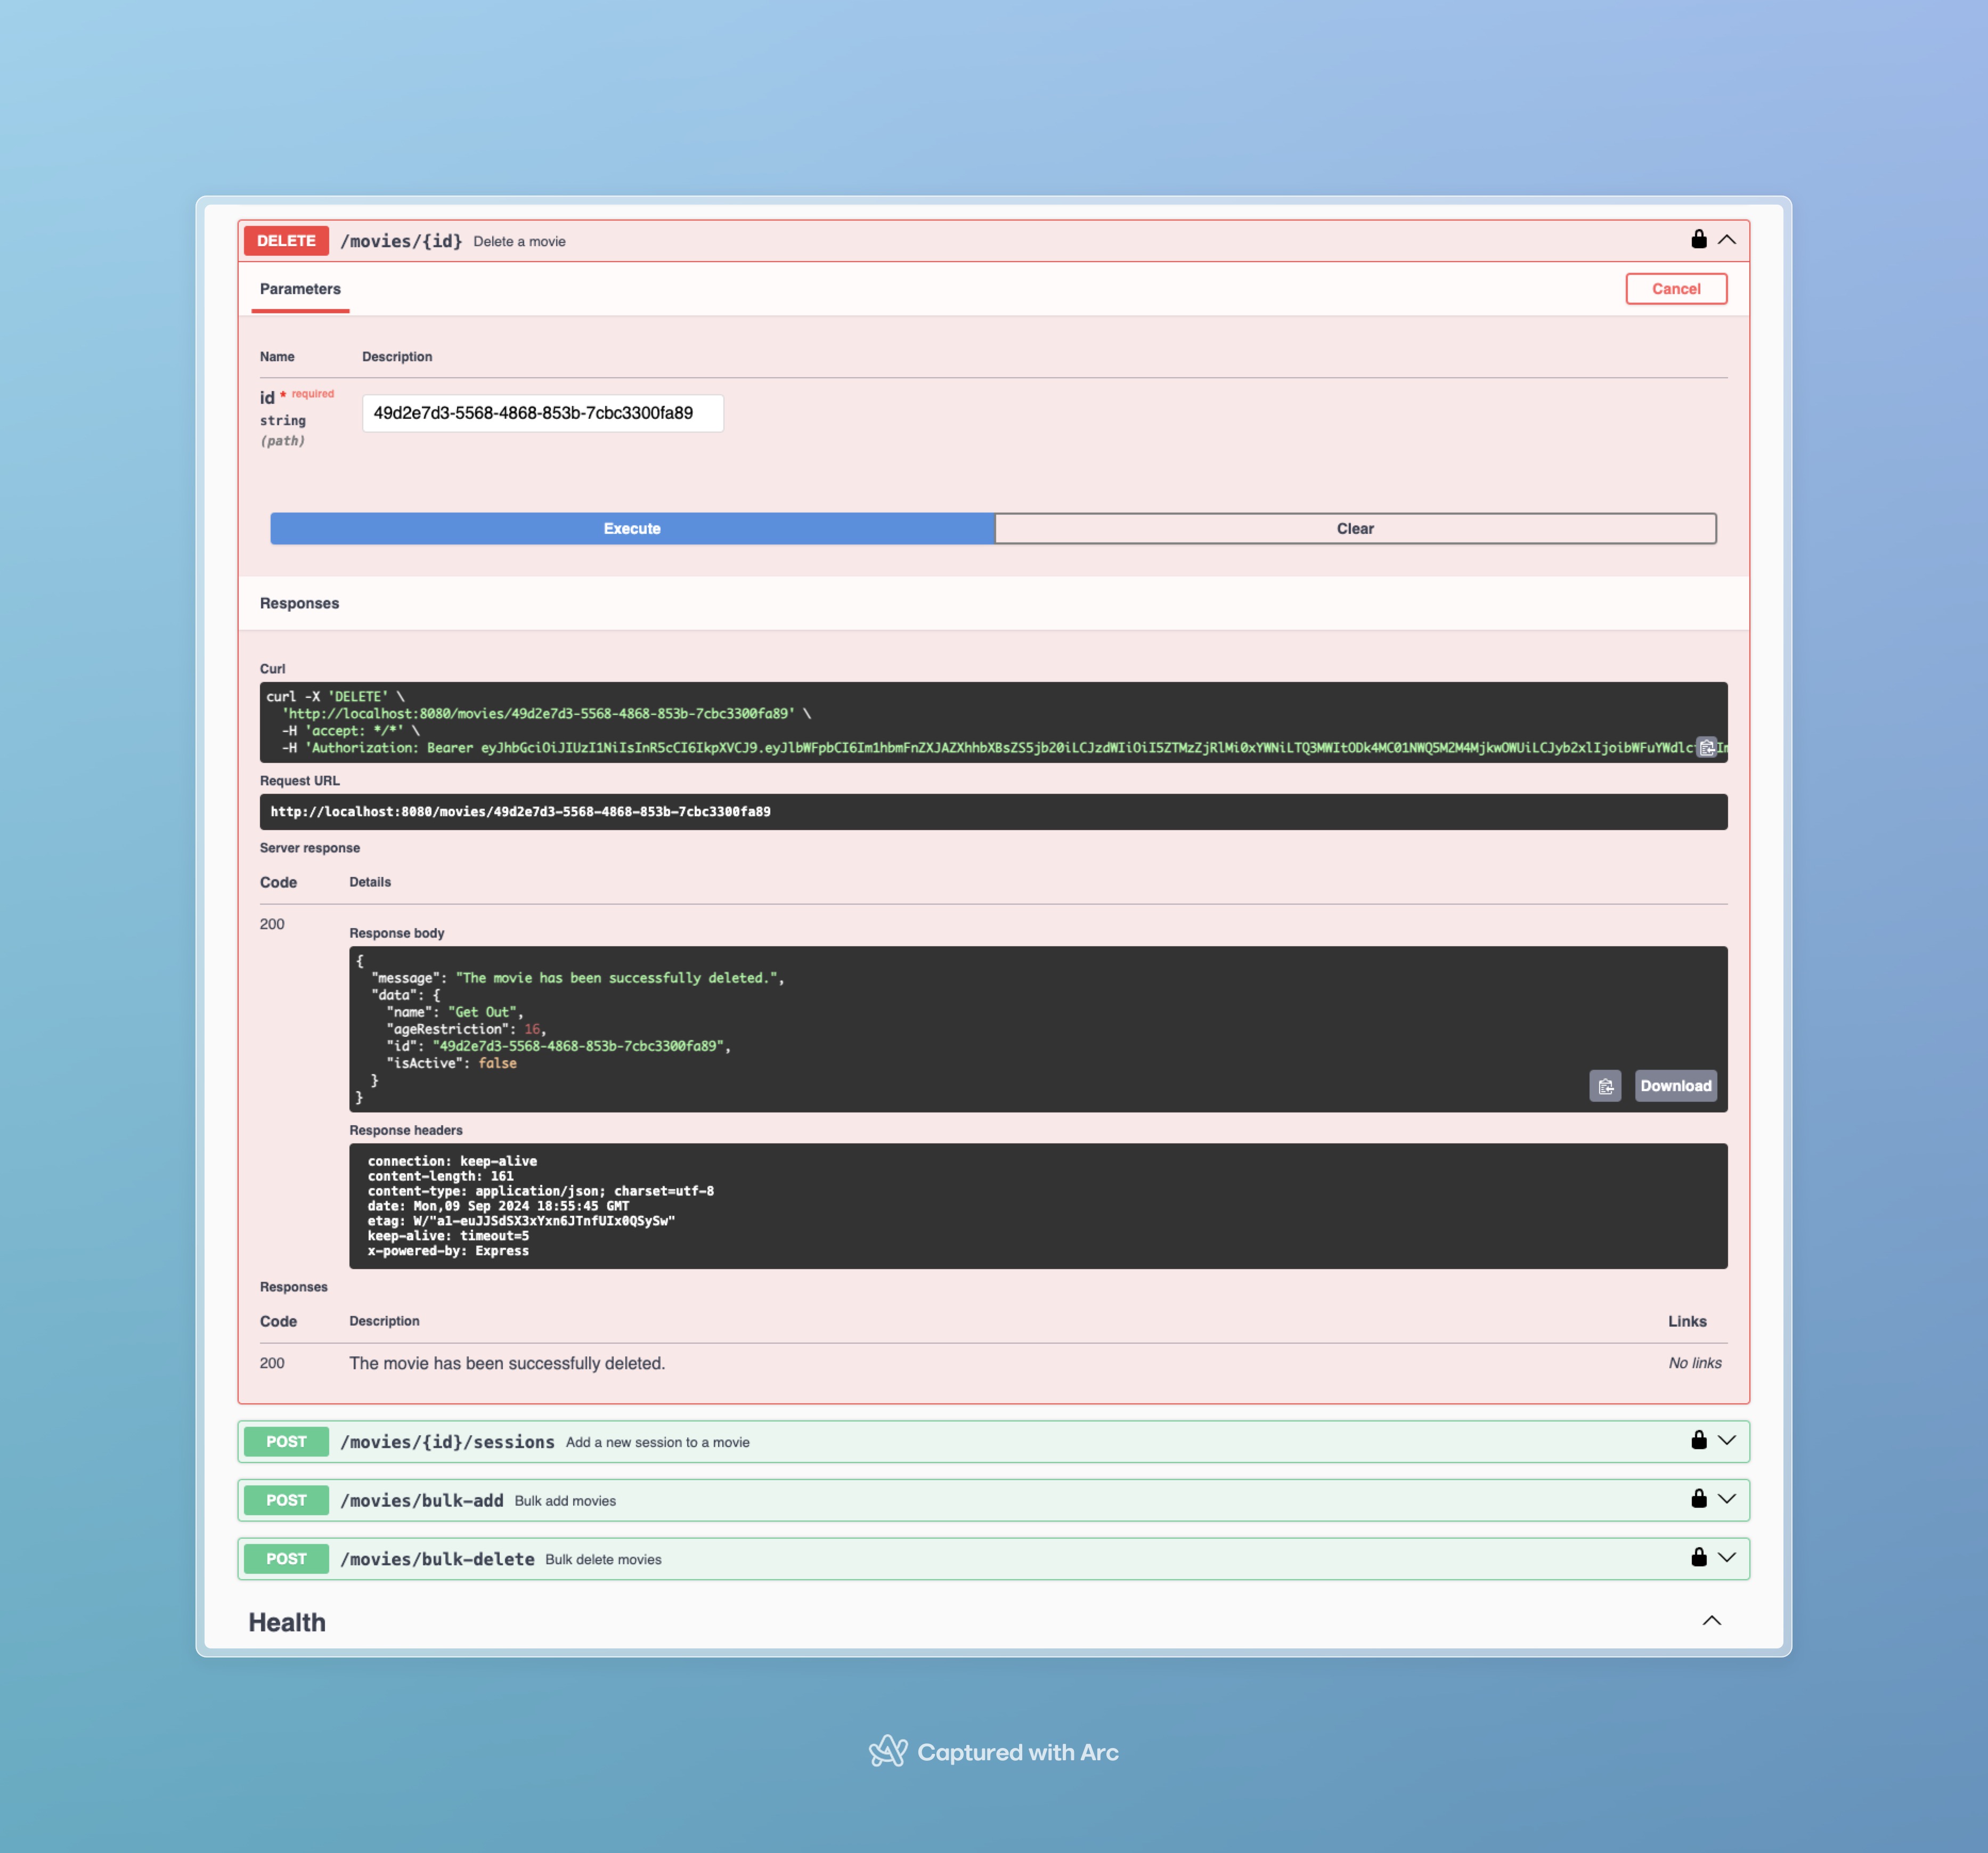 DELETE /movies/{id} Delete a movie
Parameters Cancel
Name Description
id * required
string
(path)
49d2e7d3-5568-4868-853b-7cbc3300fa89
Execute Clear
Responses
Curl
curl -X 'DELETE' \
'http://localhost:8080/movies/49d2e7d3-5568-4868-853b-7cbc3300fa89' \
-H 'accept: */*' \
-H 'Authorization: Bearer
Request URL
http://localhost:8080/movies/49d2e7d3-5568-4868-853b-7cbc3300fa89
Server response
Code Details
200
Response body
{
"message": "The movie has been successfully deleted.",
"data": {
"name": "Get Out",
"ageRestriction": 16,
"id": "49d2e7d3-5568-4868-853b-7cbc3300fa89",
"isActive": false
}
}
Download
Response headers
connection: keep-alive
content-length: 161
content-type: application/json; charset=utf-8
date: Mon,09 Sep 2024 18:55:45 GMT
etag: W/"a1-euJJSdSX3xYxn6JTnfUIx0QSySw"
keep-alive: timeout=5
x-powered-by: Express
Responses
Code Description Links
200 The movie has been successfully deleted. No links
POST /movies/{id}/sessions Add a new session to a movie
POST /movies/bulk-add Bulk add movies
POST /movies/bulk-delete Bulk delete movies
Health
Captured with Arc